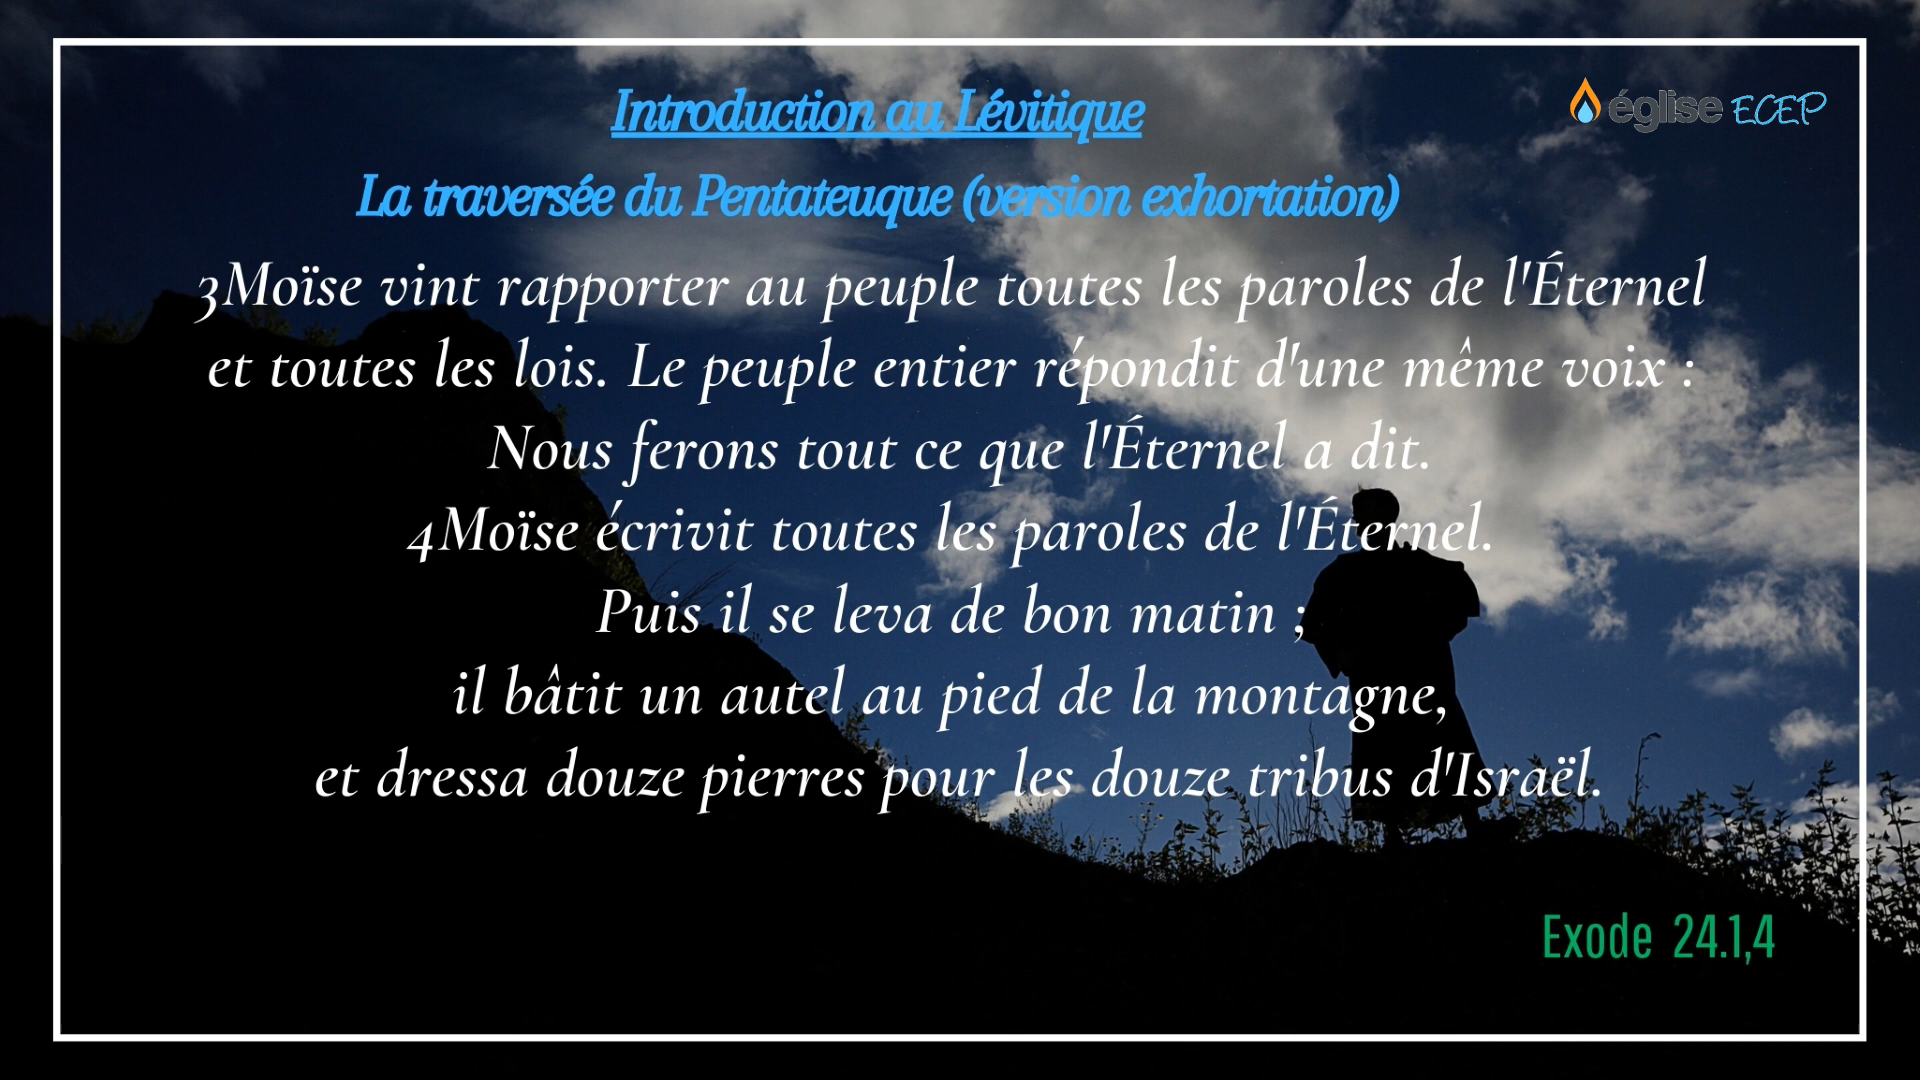 Introduction au Lévitique
église ECEP
La traversée du Pentateuque (version exhortation)
3Moïse vint rapporter au peuple toutes les paroles de l'Éternel
et toutes les lois. Le peuple entier répondit d'une même voix :
Nous ferons tout ce que l'Éternel a dit.
4Moïse écrivit toutes les paroles de l'Éternel.
Puis il se leva de bon matin ;
il bâtit un autel au pied de la montagne,
et dressa douze pierres pour les douze tribus d'Israël.
Exode 24.1,4